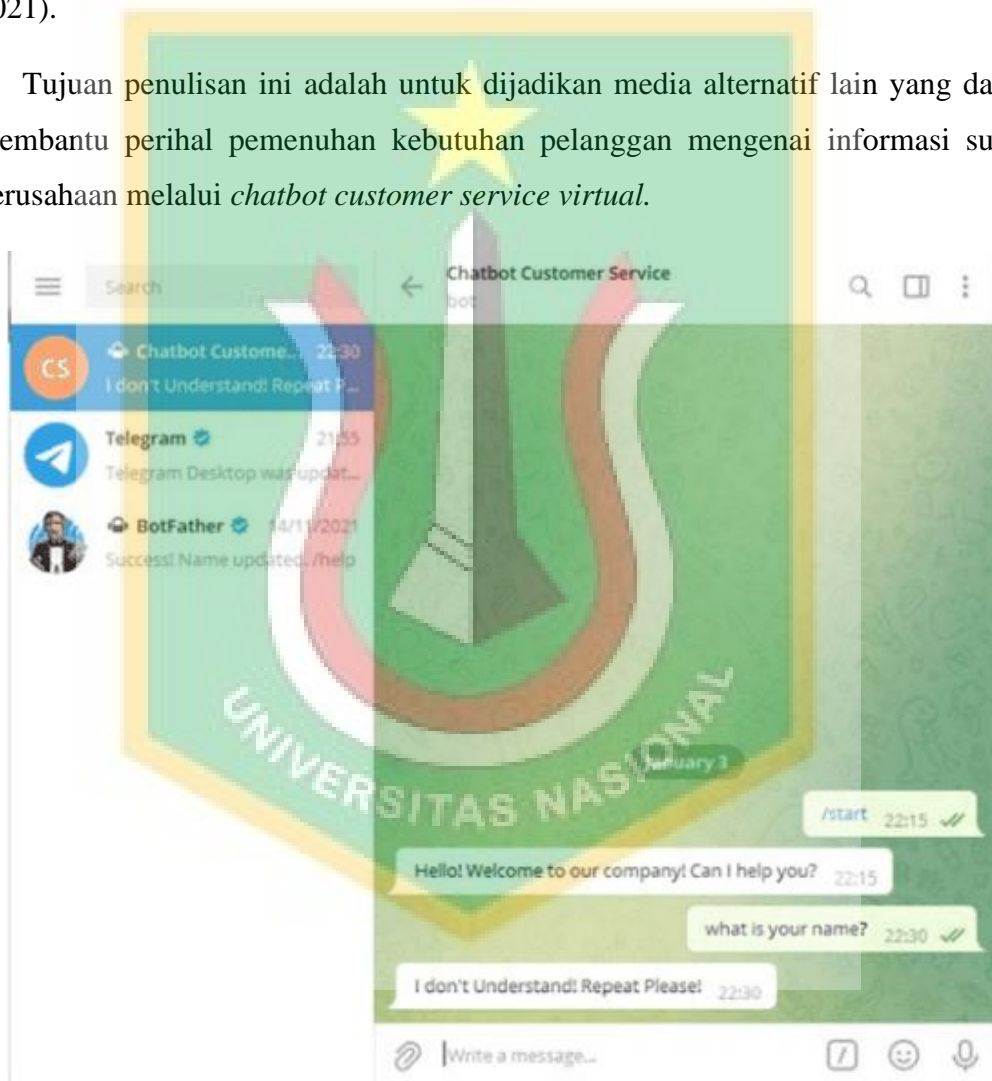 021).
Tujuan penulisan ini adalah untuk dijadikan media alternatif lain yang da
embantu perihal pemenuhan kebutuhan pelanggan mengenai informasi su
erusahaan melalui chatbot customer service virtual.
Search
CS
Chatbot Custome... 22:30
I don't Understand! Repeat P...
Telegram 21:55
Telegram Desktop was updat...
BotFather 14/11/2021
Success! Name updated. /help
Chatbot Customer Service
bot
January 3
/start 22:15
Hello! Welcome to our company! Can I help you? 22:15
what is your name? 22:30
I don't Understand! Repeat Please! 22:30
Write a message...
UNIVERSITAS NASIONAL